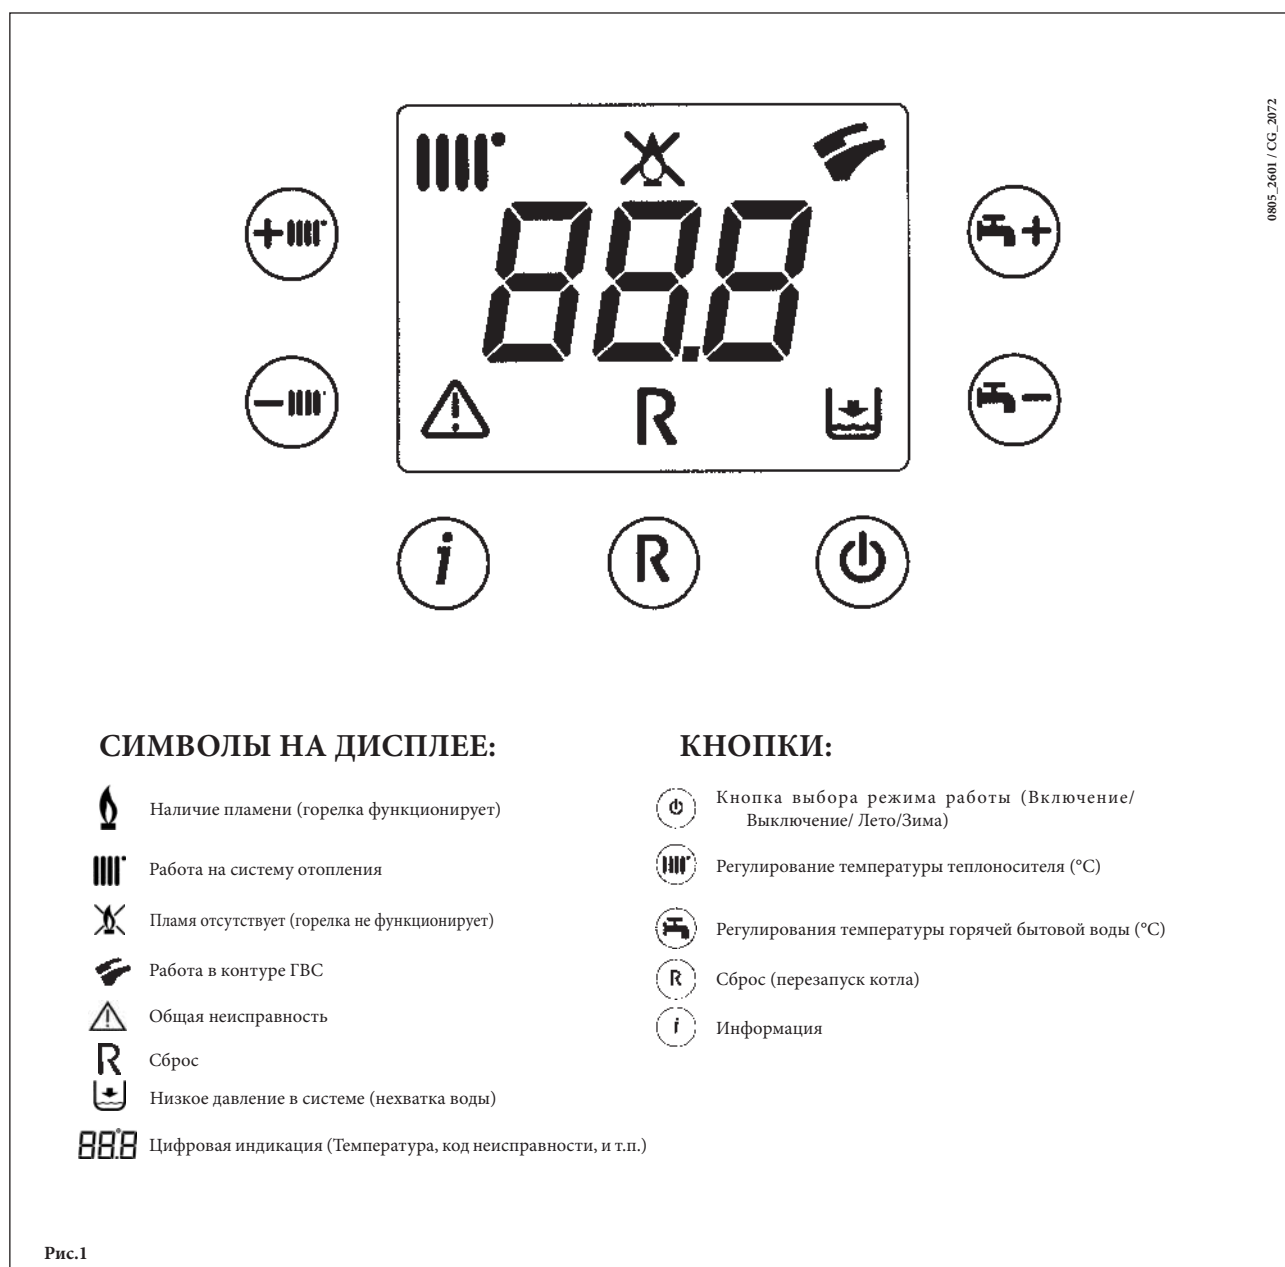 0805_2601 / CG_2072
88.8
R
i
R
СИМВОЛЫ НА ДИСПЛЕЕ:
Наличие пламени (горелка функционирует)
Работа на систему отопления
Пламя отсутствует (горелка не функционирует)
Работа в контуре ГВС
Общая неисправность
R Сброс
Низкое давление в системе (нехватка воды)
88.8 Цифровая индикация (Температура, код неисправности, и т.п.)
КНОПКИ:
Кнопка выбора режима работы (Включение/
Выключение/ Лето/Зима)
Регулирование температуры теплоносителя (°C)
Регулирования температуры горячей бытовой воды (°C)
R Сброс (перезапуск котла)
i Информация
Рис.1